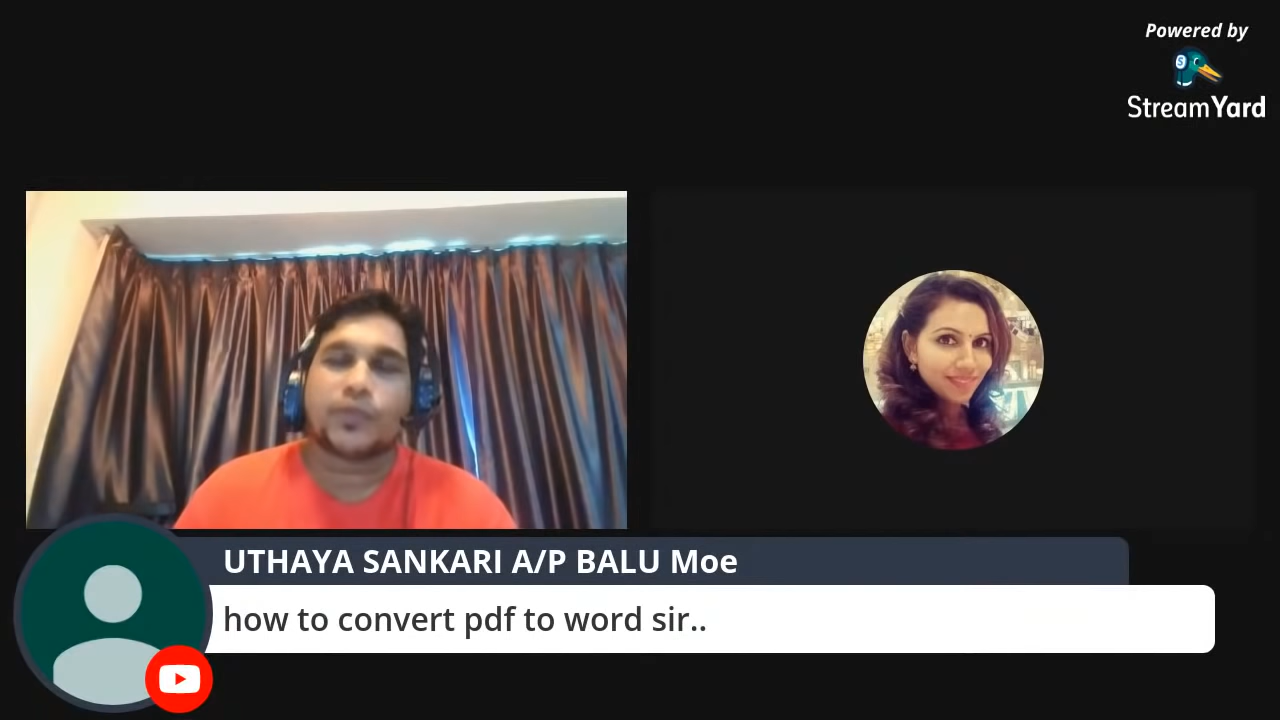 Powered by
StreamYard
UTHAYA SANKARI A/P BALU Moe
how to convert pdf to word sir..